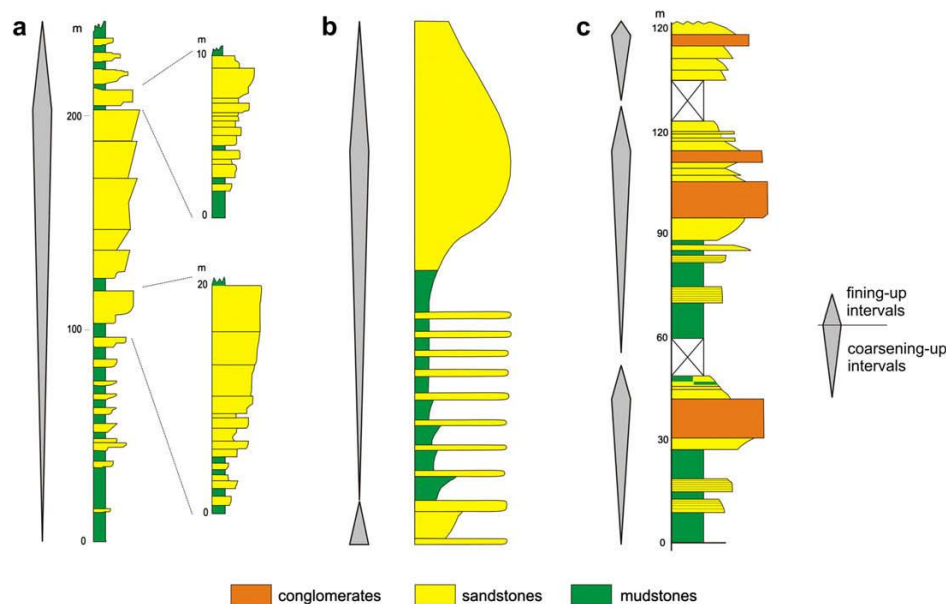 a
m
200
100
0
m
10
0
m
20
0
b
c
m
120
120
90
60
30
0
fining-up
intervals
coarsening-up
intervals
conglomerates
sandstones
mudstones